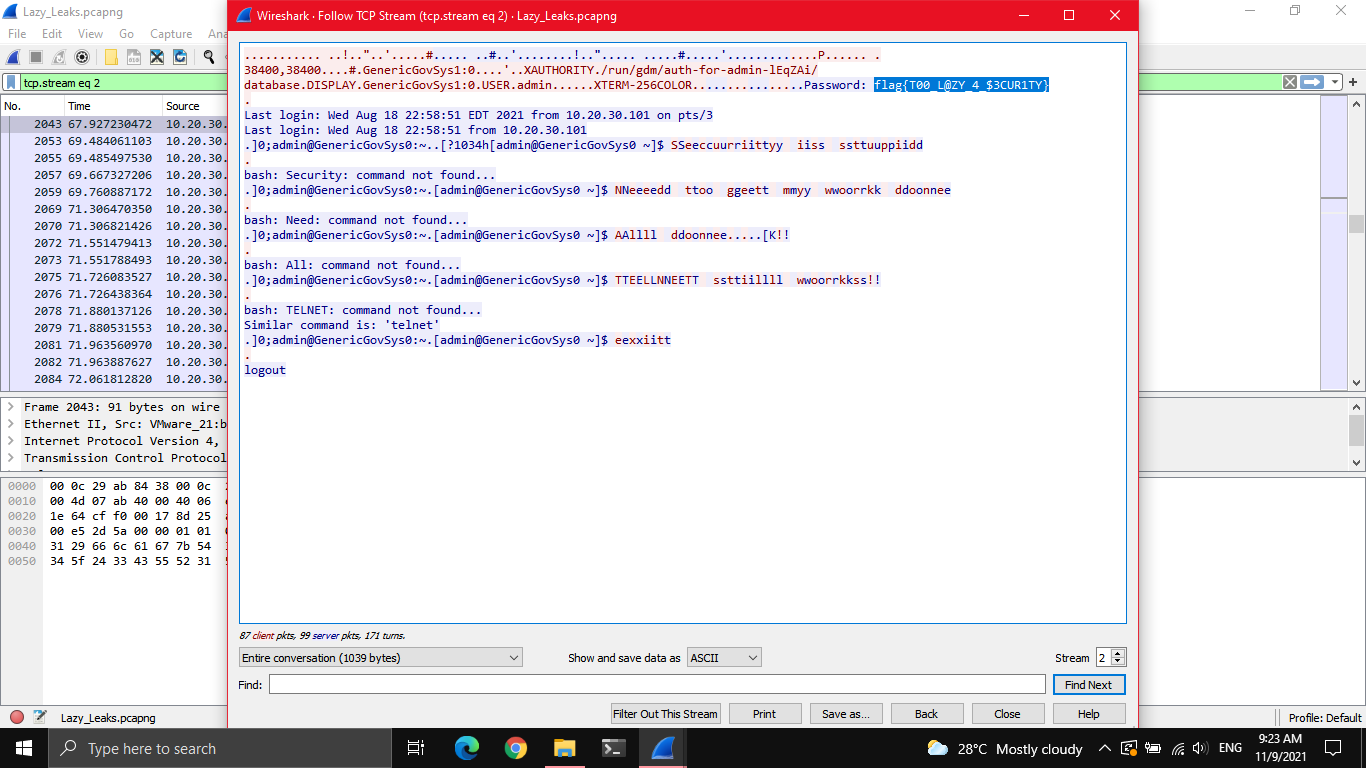 Lazy_Leaks.pcapng
File Edit View Go Capture Ana
tcp.stream eq 2
No. Time Source
2043 67.927230472 10.20.30.
2053 69.484061103 10.20.30.
2055 69.485497530 10.20.30.
2057 69.667327206 10.20.30.
2059 69.760887172 10.20.30.
2069 71.306470350 10.20.30.
2070 71.306821426 10.20.30.
2072 71.551479413 10.20.30.
2073 71.551788493 10.20.30.
2075 71.726083527 10.20.30.
2076 71.726438364 10.20.30.
2078 71.880137126 10.20.30.
2079 71.880531553 10.20.30.
2081 71.963560970 10.20.30.
2082 71.963887627 10.20.30.
2084 72.061812820 10.20.30.
Frame 2043: 91 bytes on wire
Ethernet II, Src: VMware_21:b
Internet Protocol Version 4,
Transmission Control Protocol
0000 00 0c 29 ab 84 38 00 0c
0010 00 4d 07 ab 40 00 40 06
0020 1e 64 cf f0 00 17 8d 25
0030 00 e5 2d 5a 00 00 01 01
0040 31 29 66 6c 61 67 7b 54
0050 34 5f 24 33 43 55 52 31
Lazy_Leaks.pcapng
Wireshark · Follow TCP Stream (tcp.stream eq 2) · Lazy_Leaks.pcapng
........... ..!.."..'.....#..... ..#..'........!.."..... .....#.....'.............P...... .
38400,38400....#.GenericGovSys1:0....'..XAUTHORITY./run/gdm/auth-for-admin-lEqZAi/
database.DISPLAY.GenericGovSys1:0.USER.admin......XTERM-256COLOR................Password: flag{T00_L@ZY_4_$3CUR1TY}
.
Last login: Wed Aug 18 22:58:51 EDT 2021 from 10.20.30.101 on pts/3
Last login: Wed Aug 18 22:58:51 from 10.20.30.101
.]0;admin@GenericGovSys0:~..[?1034h[admin@GenericGovSys0 ~]$ SSeeccuurriittyy  iiss  ssttuuppiidd
.
bash: Security: command not found...
.]0;admin@GenericGovSys0:~.[admin@GenericGovSys0 ~]$ NNeeeedd  ttoo  ggeett  mmyy  wwoorrkk  ddoonnee
.
bash: Need: command not found...
.]0;admin@GenericGovSys0:~.[admin@GenericGovSys0 ~]$ AAllll  ddoonnee.....[K!!
.
bash: All: command not found...
.]0;admin@GenericGovSys0:~.[admin@GenericGovSys0 ~]$ TTEELLNNEETT  ssttiillll  wwoorrkkss!!
.
bash: TELNET: command not found...
Similar command is: 'telnet'
.]0;admin@GenericGovSys0:~.[admin@GenericGovSys0 ~]$ eexxiitt
.
logout
87 client pkts, 99 server pkts, 171 turns.
Entire conversation (1039 bytes) Show and save data as ASCII Stream 2
Find: Find Next
Filter Out This Stream Print Save as... Back Close Help
Profile: Default
Type here to search
28°C Mostly cloudy ENG
9:23 AM
11/9/2021